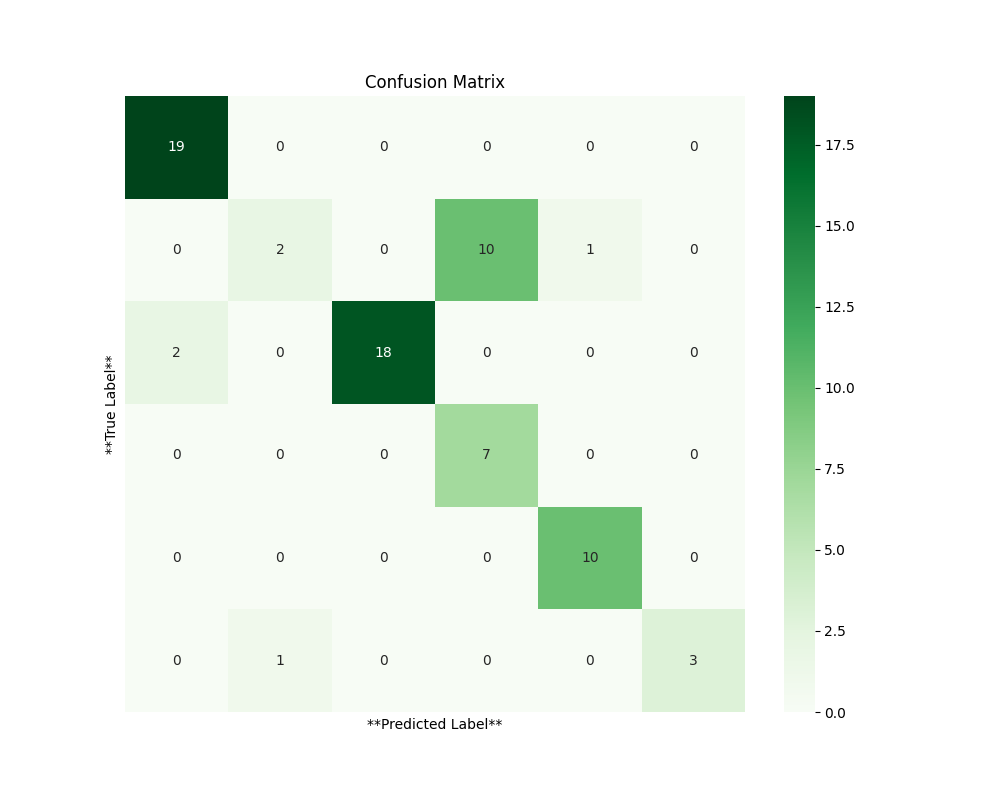 Confusion Matrix
19 0 0 0 0 0
0 2 0 10 1 0
2 0 18 0 0 0
0 0 0 7 0 0
0 0 0 0 10 0
0 1 0 0 0 3
**True Label**
**Predicted Label**
17.5
15.0
12.5
10.0
7.5
5.0
2.5
0.0